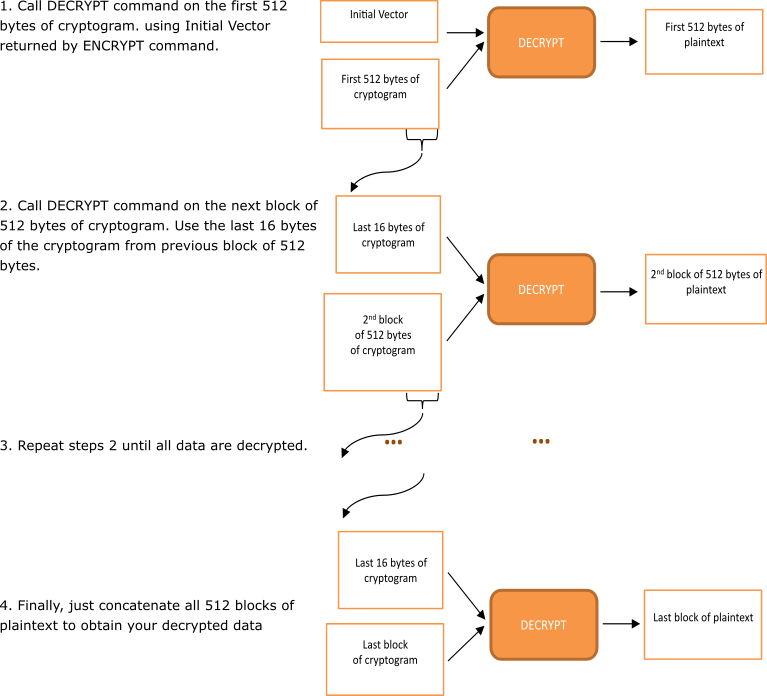 1. Call DECRYPT command on the first 512
bytes of cryptogram. using Initial Vector
returned by ENCRYPT command.
Initial Vector
First 512 bytes of
cryptogram
DECRYPT
First 512 bytes of
plaintext
2. Call DECRYPT command on the next block of
512 bytes of cryptogram. Use the last 16 bytes
of the cryptogram from previous block of 512
bytes.
Last 16 bytes of
cryptogram
2nd block
of 512 bytes
of cryptogram
DECRYPT
2nd block of 512 bytes of
plaintext
3. Repeat steps 2 until all data are decrypted.
...
...
4. Finally, just concatenate all 512 blocks of
plaintext to obtain your decrypted data
Last 16 bytes of
cryptogram
Last block
of cryptogram
DECRYPT
Last block of plaintext